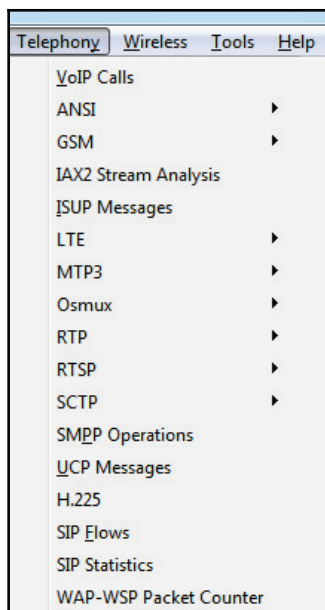 Telephony Wireless Tools Help
VoIP Calls
ANSI
GSM
IAX2 Stream Analysis
ISUP Messages
LTE
MTP3
Osmux
RTP
RTSP
SCTP
SMPP Operations
UCP Messages
H.225
SIP Flows
SIP Statistics
WAP-WSP Packet Counter